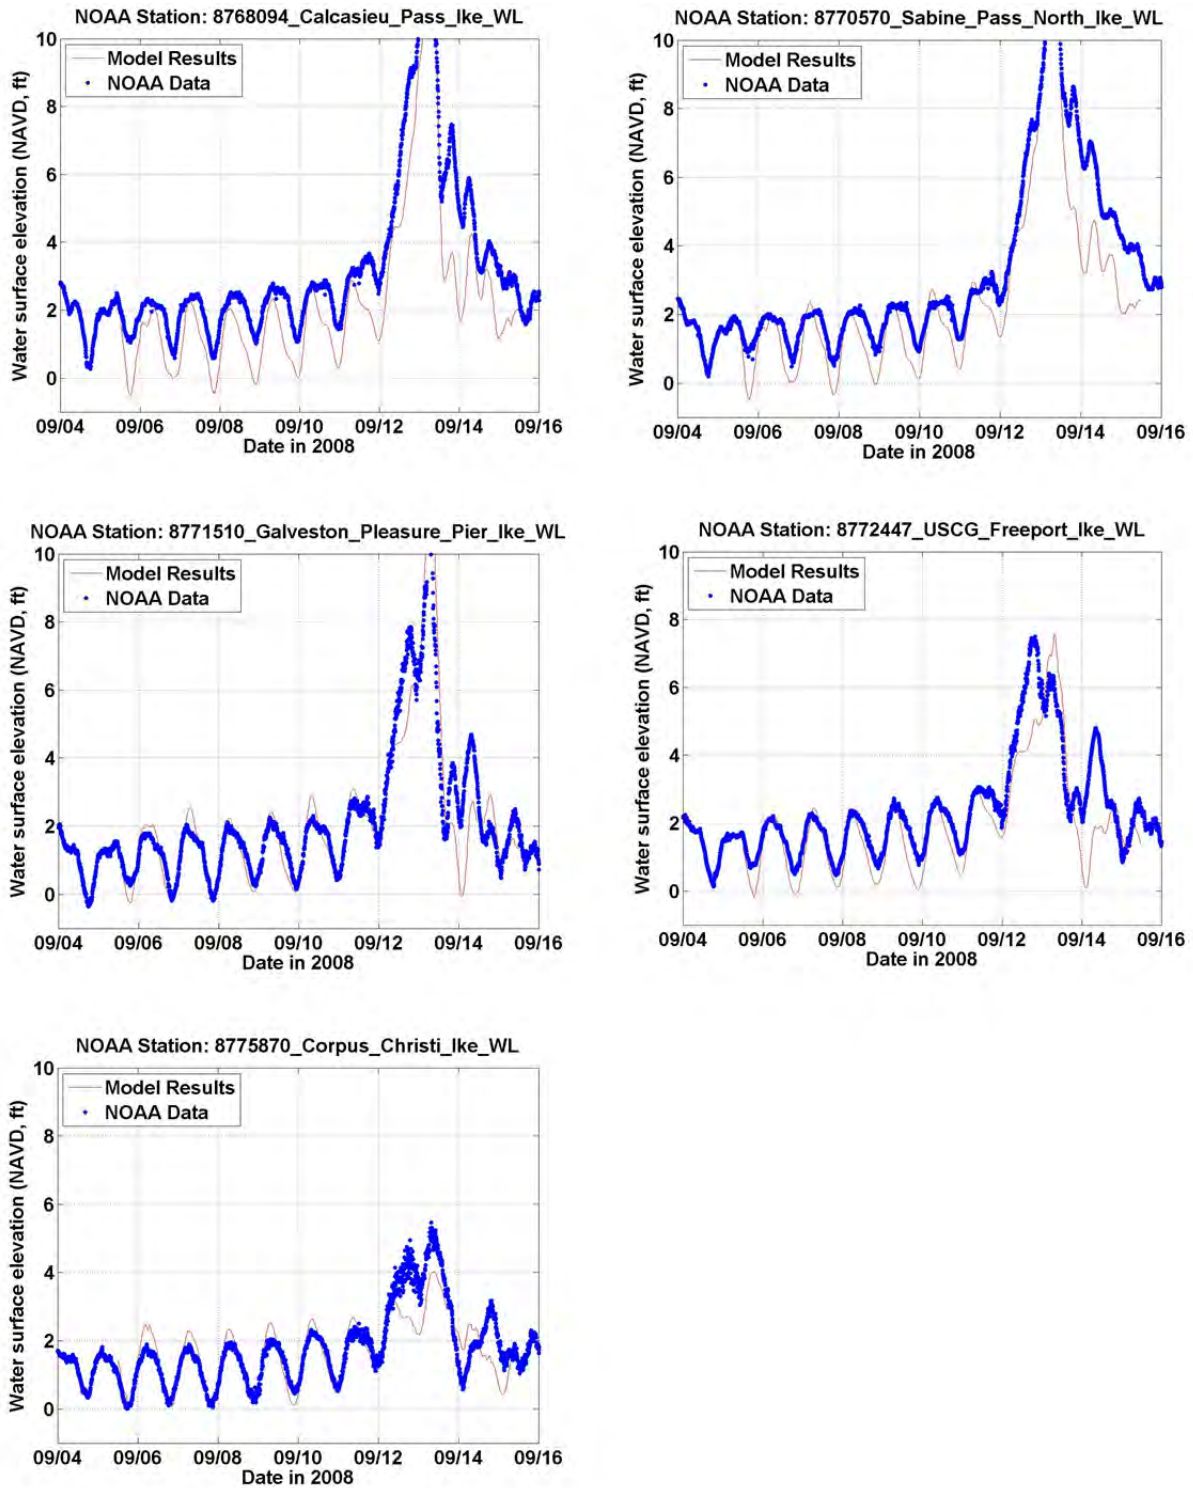 NOAA Station: 8768094_Calcasieu_Pass_Ike_WL
10
8
6
4
2
0
Water surface elevation (NAVD, ft)
Model Results
NOAA Data
09/04 09/06 09/08 09/10 09/12 09/14 09/16
Date in 2008
NOAA Station: 8770570_Sabine_Pass_North_Ike_WL
10
8
6
4
2
0
Water surface elevation (NAVD, ft)
Model Results
NOAA Data
09/04 09/06 09/08 09/10 09/12 09/14 09/16
Date in 2008
NOAA Station: 8771510_Galveston_Pleasure_Pier_Ike_WL
10
8
6
4
2
0
Water surface elevation (NAVD, ft)
Model Results
NOAA Data
09/04 09/06 09/08 09/10 09/12 09/14 09/16
Date in 2008
NOAA Station: 8772447_USCG_Freeport_Ike_WL
10
8
6
4
2
0
Water surface elevation (NAVD, ft)
Model Results
NOAA Data
09/04 09/06 09/08 09/10 09/12 09/14 09/16
Date in 2008
NOAA Station: 8775870_Corpus_Christi_Ike_WL
10
8
6
4
2
0
Water surface elevation (NAVD, ft)
Model Results
NOAA Data
09/04 09/06 09/08 09/10 09/12 09/14 09/16
Date in 2008